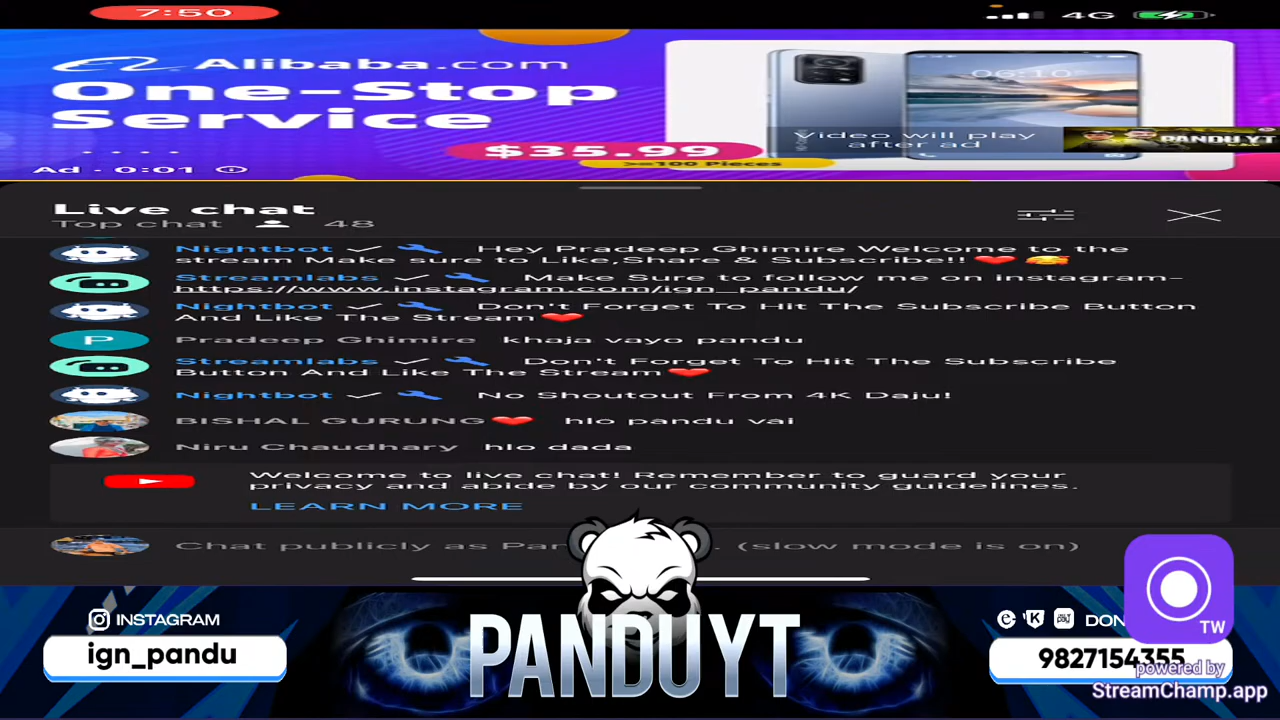 7:50
4G
Alibaba.com
One-Stop
Service
$35.99
>=100 Pieces
06:10
Video will play
after ad
PANDUYT
Ad · 0:01
Live chat
Top chat 48
Nightbot Hey Pradeep Ghimire Welcome to the
stream Make sure to Like,Share & Subscribe!! ❤️ 🥰
Streamlabs Make Sure to follow me on instagram-
https://www.instagram.com/ign_pandu/
Nightbot Don't Forget To Hit The Subscribe Button
And Like The Stream ❤️
P Pradeep Ghimire khaja vayo pandu
Streamlabs Don't Forget To Hit The Subscribe
Button And Like The Stream ❤️
Nightbot No Shoutout From 4K Daju!
BISHAL GURUNG❤️ hlo pandu vai
Niru Chaudhary hlo dada
Welcome to live chat! Remember to guard your
privacy and abide by our community guidelines.
LEARN MORE
Chat publicly as Pan . (slow mode is on)
INSTAGRAM
ign_pandu
PANDUYT
DON
9827154355
TW
powered by
StreamChamp.app